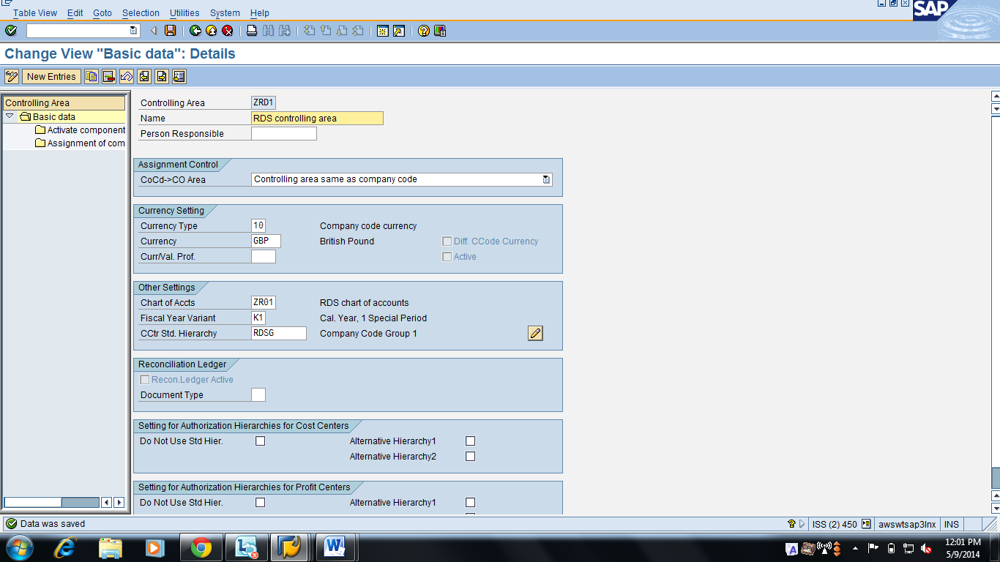 Table View Edit Goto Selection Utilities System Help
SAP
Change View "Basic data": Details
New Entries
Controlling Area
Basic data
Activate component
Assignment of com
Controlling Area ZRD1
Name RDS controlling area
Person Responsible
Assignment Control
CoCd->CO Area Controlling area same as company code
Currency Setting
Currency Type 10 Company code currency
Currency GBP British Pound Diff. CCode Currency
Curr/Val. Prof. Active
Other Settings
Chart of Accts ZR01 RDS chart of accounts
Fiscal Year Variant K1 Cal. Year, 1 Special Period
CCtr Std. Hierarchy RDSG Company Code Group 1
Reconciliation Ledger
Recon.Ledger Active
Document Type
Setting for Authorization Hierarchies for Cost Centers
Do Not Use Std Hier. Alternative Hierarchy1
Alternative Hierarchy2
Setting for Authorization Hierarchies for Profit Centers
Do Not Use Std Hier. Alternative Hierarchy1
Data was saved ISS (2) 450 awswtsap3lnx INS
12:01 PM
5/9/2014